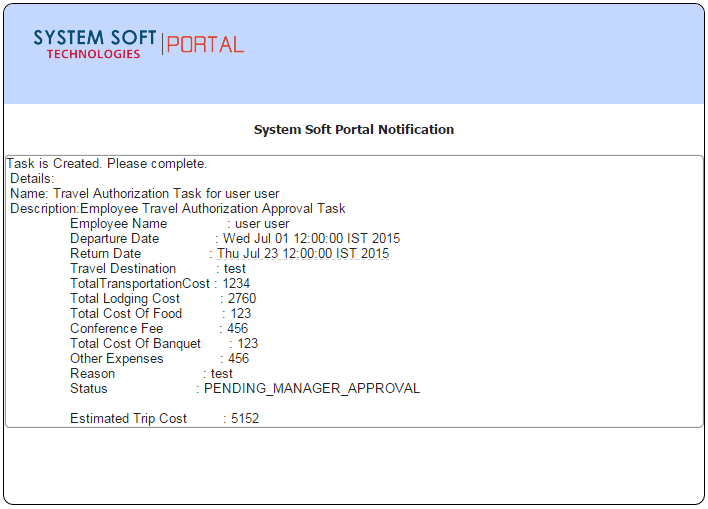 SYSTEM SOFT
TECHNOLOGIES
PORTAL
System Soft Portal Notification
Task is Created. Please complete.
Details:
Name: Travel Authorization Task for user user
Description:Employee Travel Authorization Approval Task
Employee Name : user user
Departure Date : Wed Jul 01 12:00:00 IST 2015
Return Date : Thu Jul 23 12:00:00 IST 2015
Travel Destination : test
TotalTransportationCost : 1234
Total Lodging Cost : 2760
Total Cost Of Food : 123
Conference Fee : 456
Total Cost Of Banquet : 123
Other Expenses : 456
Reason : test
Status : PENDING_MANAGER_APPROVAL
Estimated Trip Cost : 5152